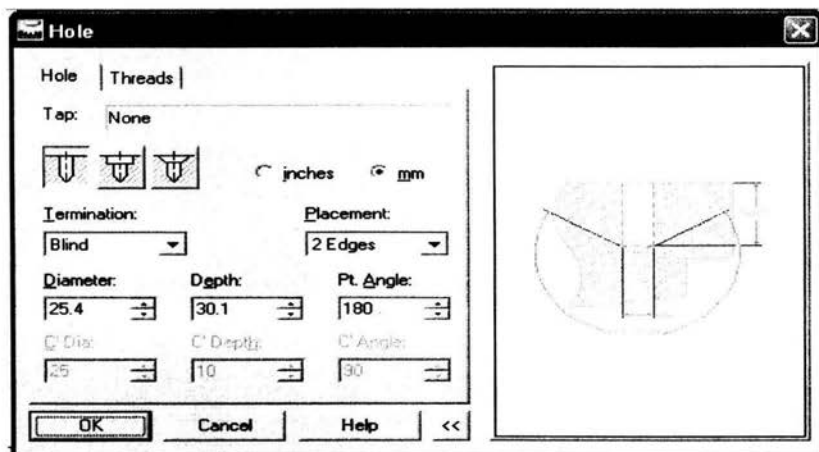 Hole
Hole Threads
Tap: None
inches mm
Termination: Placement:
Blind 2 Edges
Diameter: Depth: Pt. Angle:
25.4 30.1 180
C' Dia: C' Depth: C' Angle:
25 10 90
OK Cancel Help <<